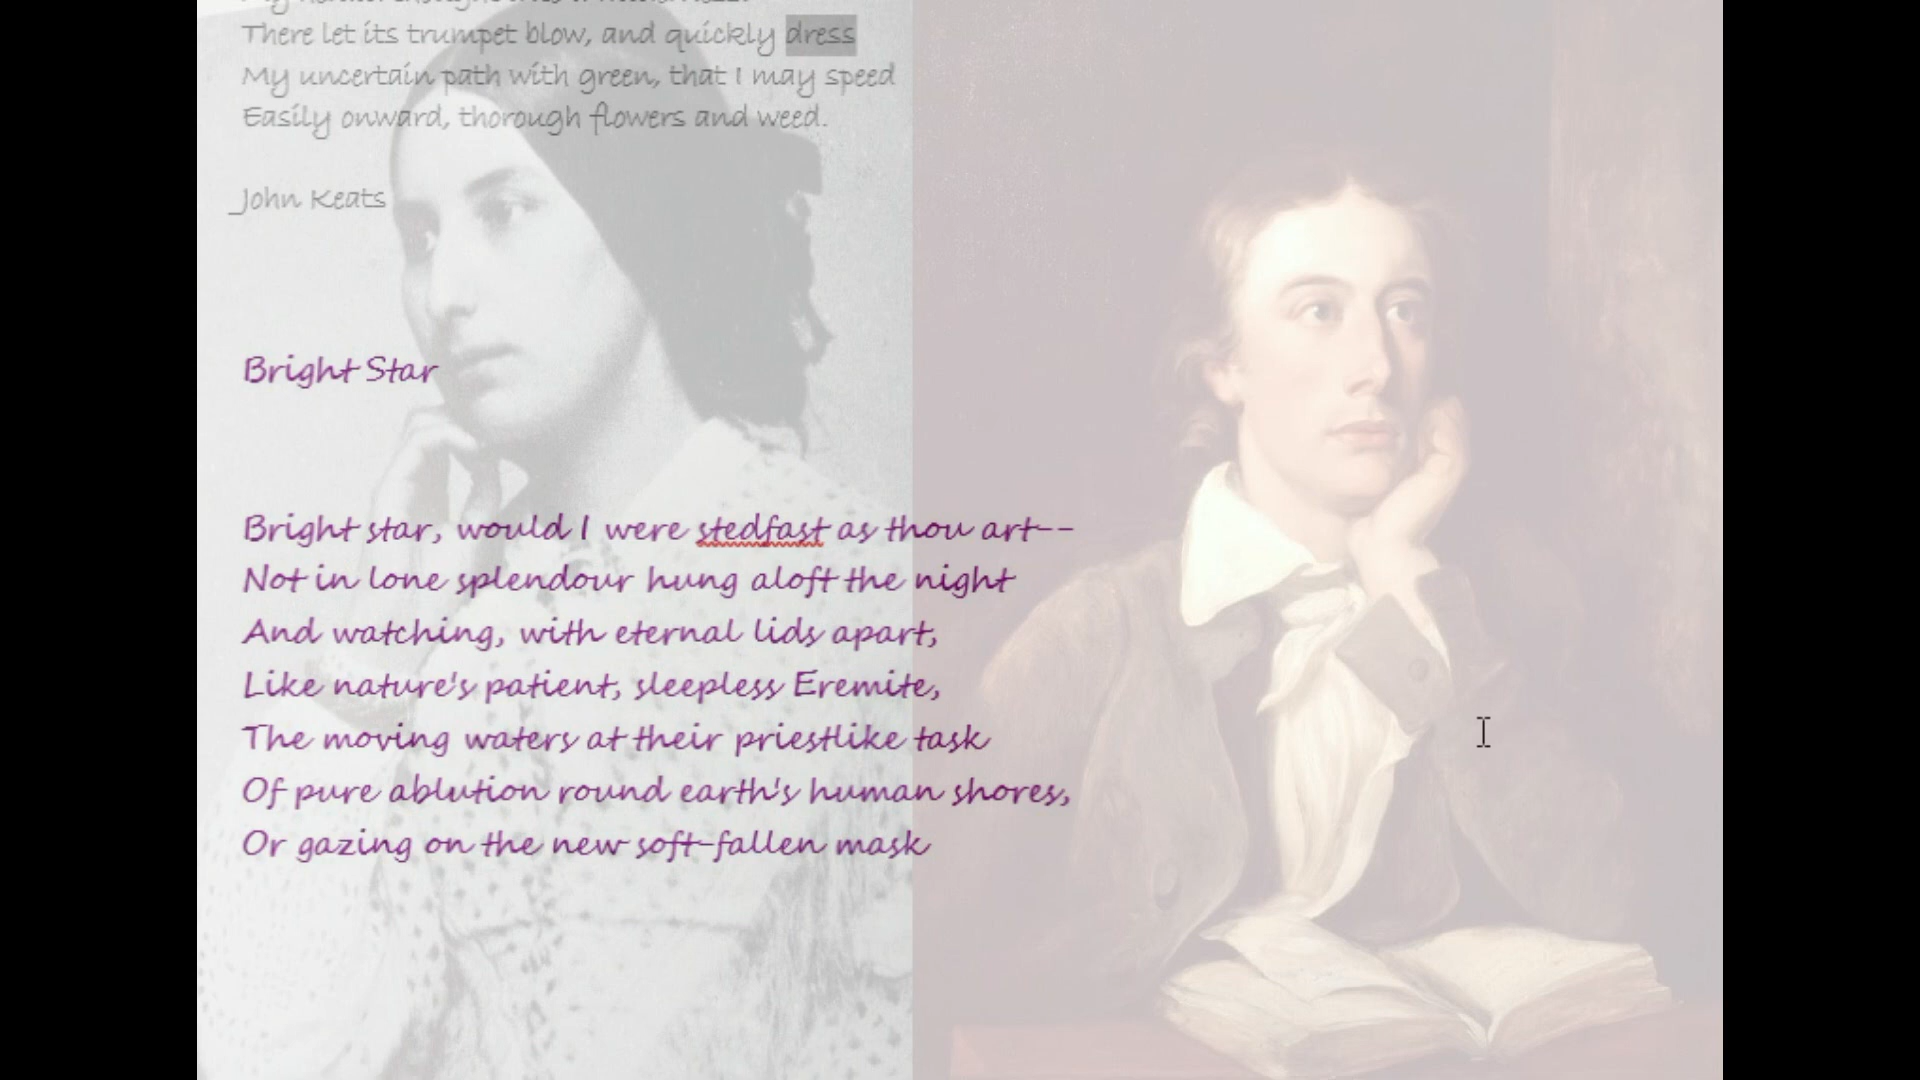 There let its trumpet blow, and quickly dress
My uncertain path with green, that I may speed
Easily onward, thorough flowers and weed.
John Keats
Bright Star
Bright star, would I were stedfast as thou art--
Not in lone splendour hung aloft the night
And watching, with eternal lids apart,
Like nature's patient, sleepless Eremite,
The moving waters at their priestlike task
Of pure ablution round earth's human shores,
Or gazing on the new soft-fallen mask